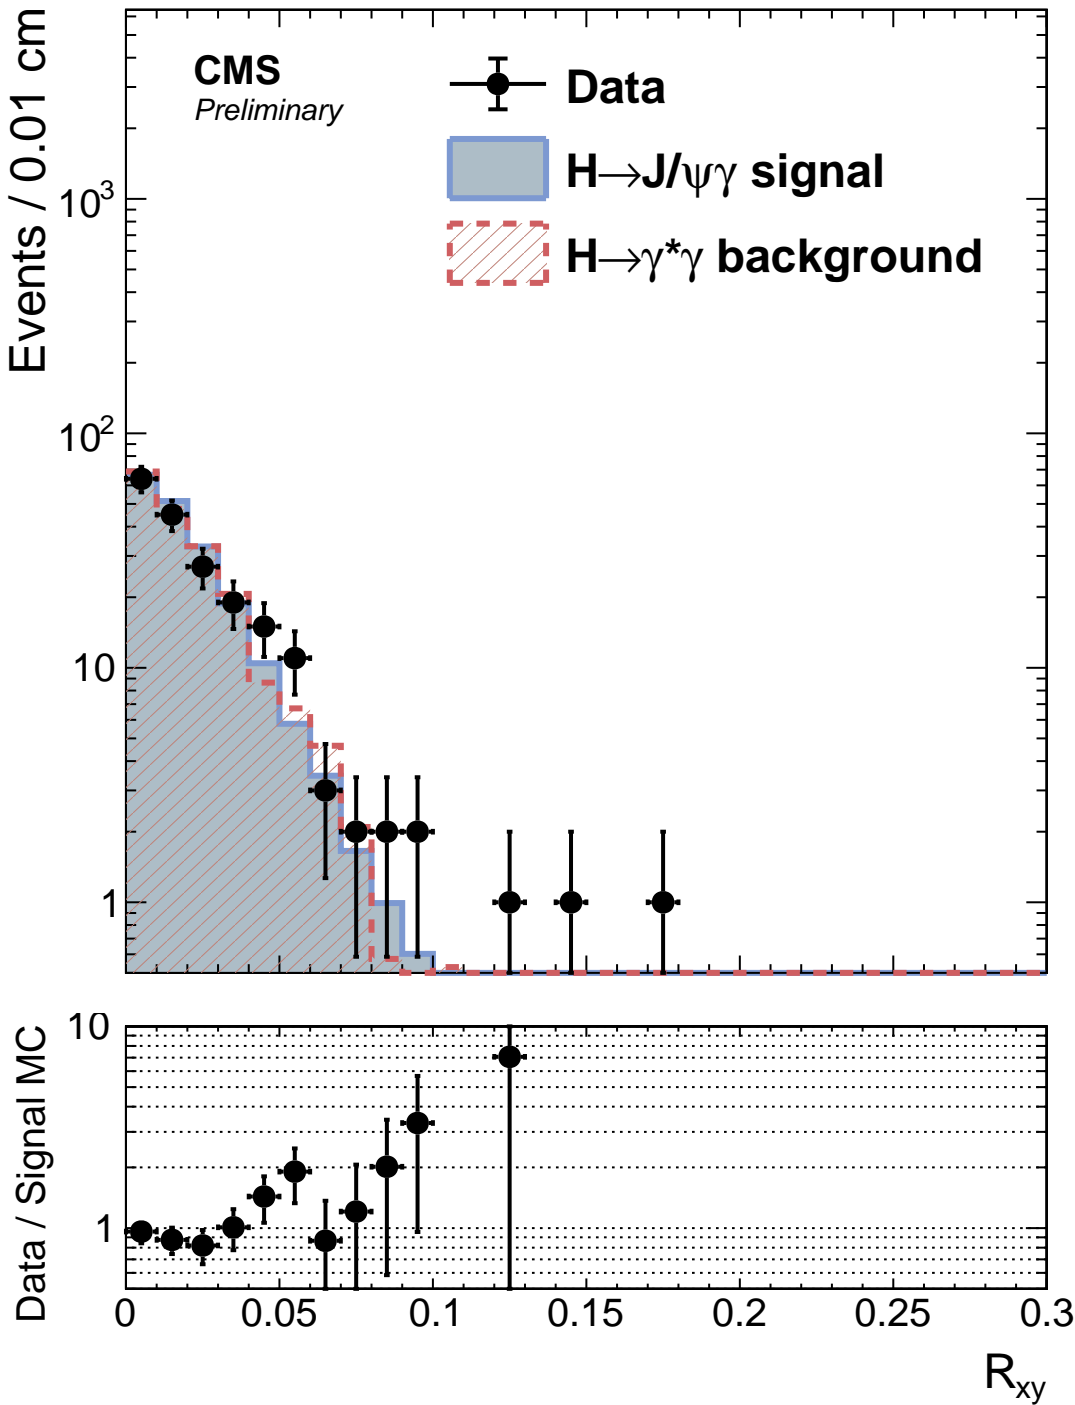 Events / 0.01 cm
CMS
Preliminary
Data
H→J/ψγ signal
H→γ*γ background
10³
10²
10
1
Data / Signal MC
10
1
0 0.05 0.1 0.15 0.2 0.25 0.3
R_xy